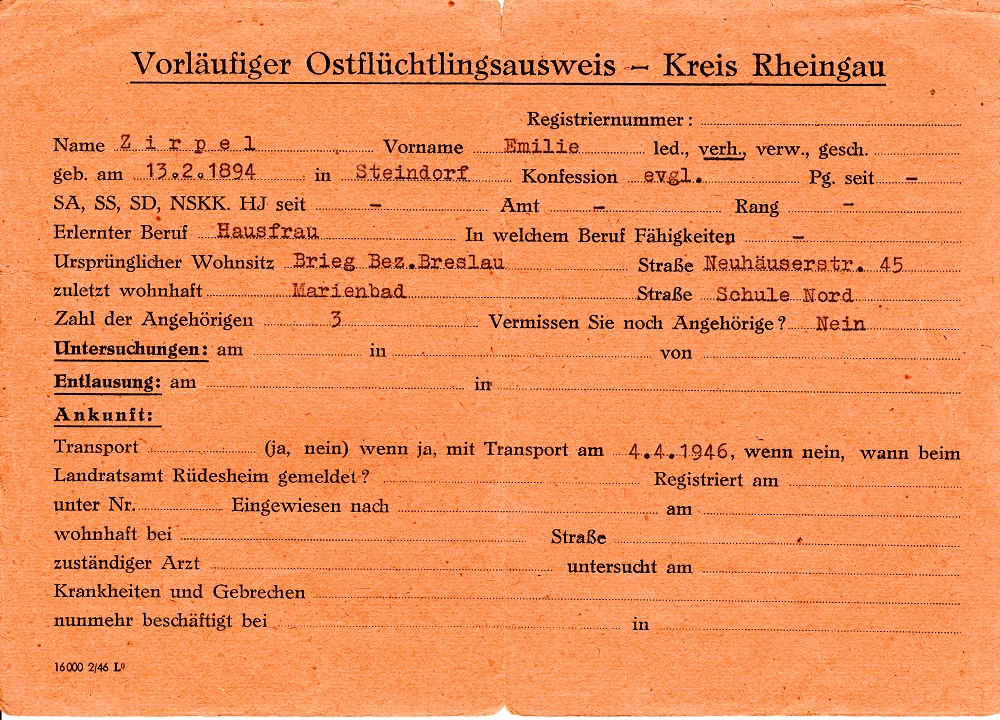 Vorläufiger Ostflüchtlingsausweis – Kreis Rheingau
Registriernummer:
Name Zirpel Vorname Emilie led., verh., verw., gesch.
geb. am 13.2.1894 in Steindorf Konfession evgl. Pg. seit –
SA, SS, SD, NSKK. HJ seit – Amt – Rang –
Erlernter Beruf Hausfrau In welchem Beruf Fähigkeiten –
Ursprünglicher Wohnsitz Brieg Bez.Breslau Straße Neuhäuserstr. 45
zuletzt wohnhaft Marienbad Straße Schule Nord
Zahl der Angehörigen 3 Vermissen Sie noch Angehörige? Nein
Untersuchungen: am in von
Entlausung: am in
Ankunft:
Transport (ja, nein) wenn ja, mit Transport am 4.4.1946, wenn nein, wann beim
Landratsamt Rüdesheim gemeldet? Registriert am
unter Nr. Eingewiesen nach am
wohnhaft bei Straße
zuständiger Arzt untersucht am
Krankheiten und Gebrechen
nunmehr beschäftigt bei in
16000 2/46 L⁰